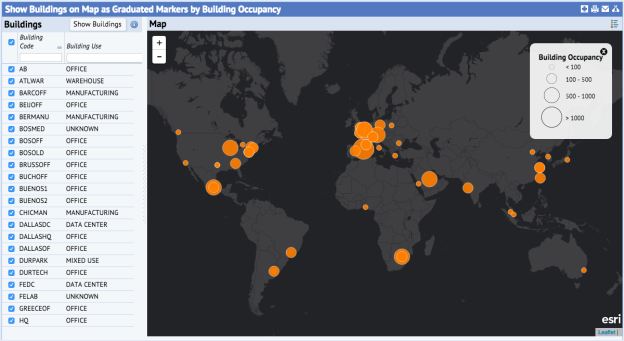 Show Buildings on Map as Graduated Markers by Building Occupancy
Buildings
Show Buildings
Map
Building Code
Building Use
AB OFFICE
ATLWAR WAREHOUSE
BARCOFF MANUFACTURING
BEIJOFF OFFICE
BERMANU MANUFACTURING
BOSMED UNKNOWN
BOSOFF OFFICE
BOSOLD OFFICE
BRUSSOFF OFFICE
BUCHOFF OFFICE
BUENOS1 OFFICE
BUENOS2 OFFICE
CHICMAN MANUFACTURING
DALLASDC DATA CENTER
DALLASHQ OFFICE
DALLASOF OFFICE
DURPARK MIXED USE
DURTECH OFFICE
FEDC DATA CENTER
FELAB UNKNOWN
GREECEOF OFFICE
HQ OFFICE
+
−
Building Occupancy
< 100
100 - 500
500 - 1000
> 1000
esri
Leaflet |